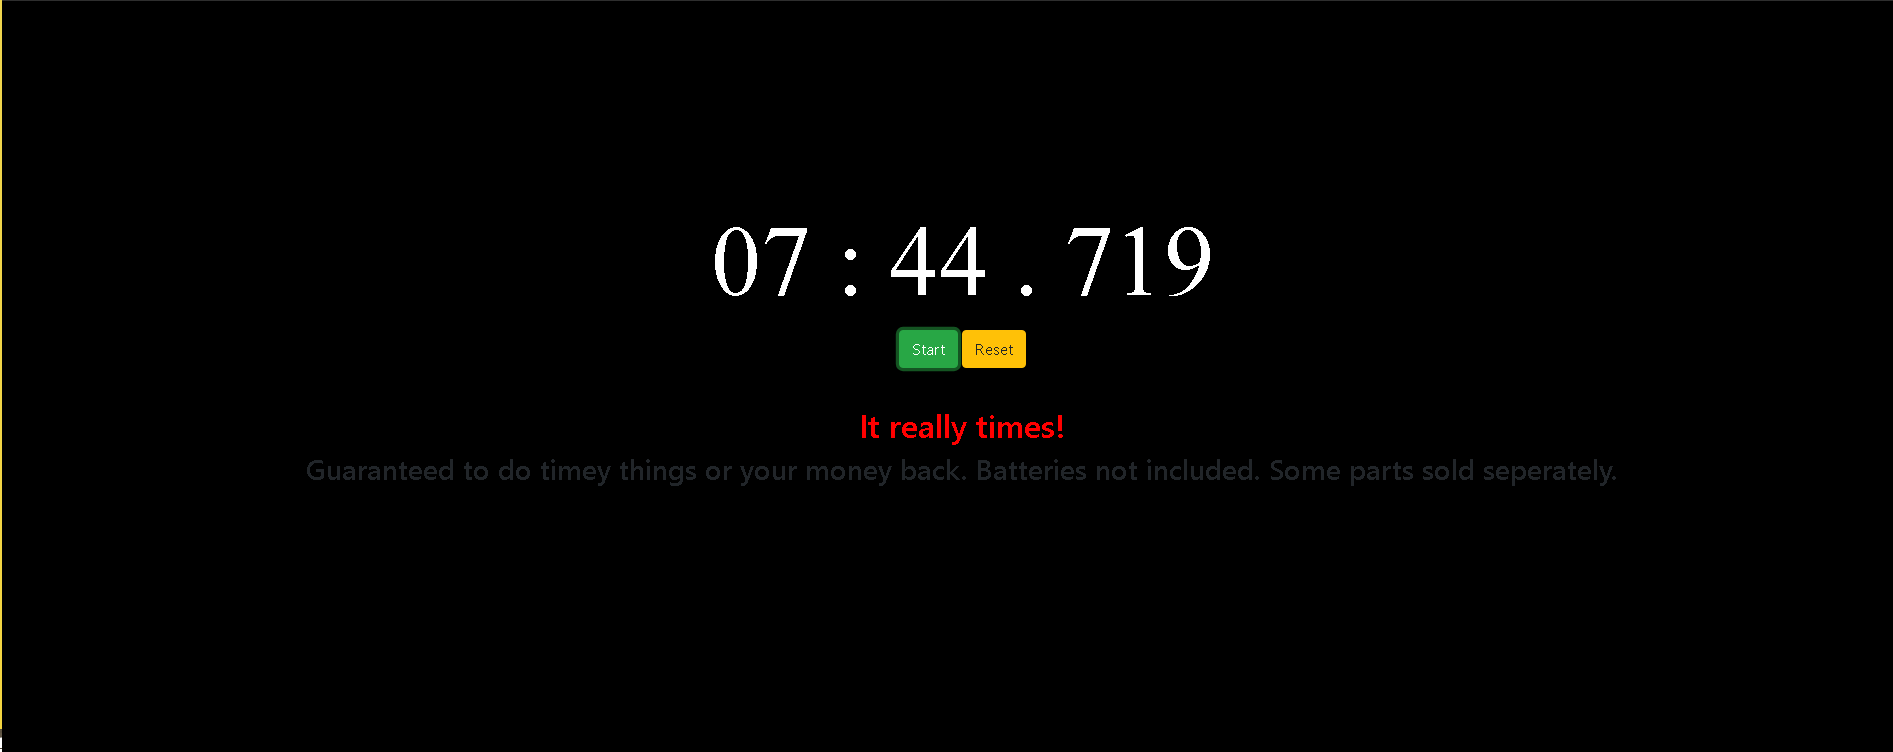 07 : 44 . 719
Start Reset
It really times!
Guaranteed to do timey things or your money back. Batteries not included. Some parts sold seperately.